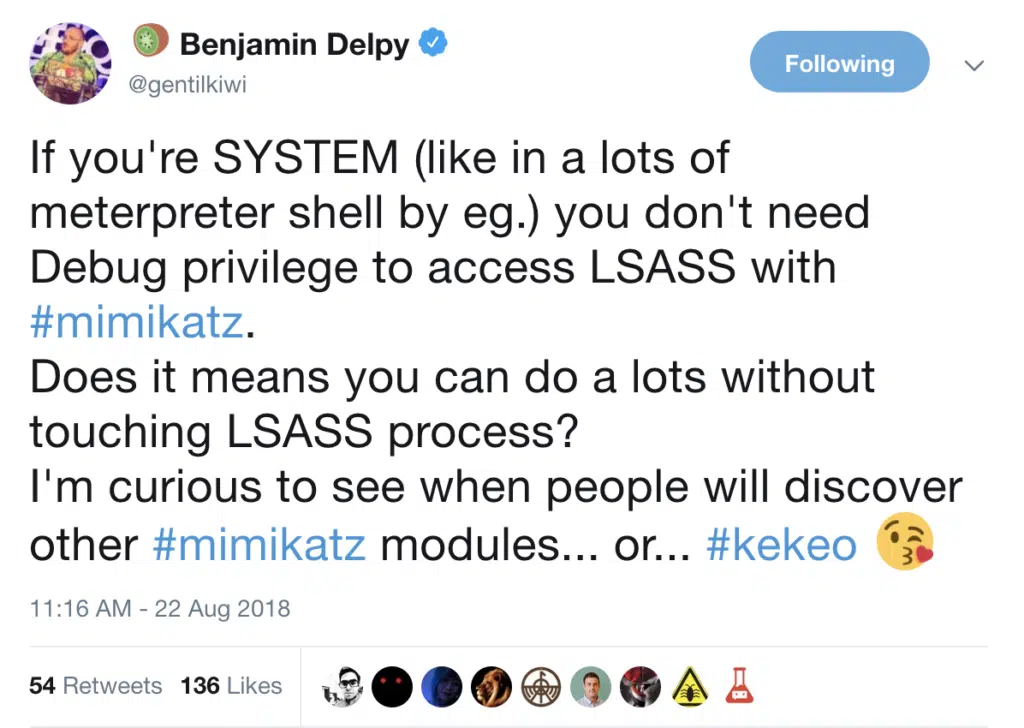 Benjamin Delpy
@gentilkiwi
Following
If you're SYSTEM (like in a lots of
meterpreter shell by eg.) you don't need
Debug privilege to access LSASS with
#mimikatz.
Does it means you can do a lots without
touching LSASS process?
I'm curious to see when people will discover
other #mimikatz modules... or... #kekeo 😘
11:16 AM - 22 Aug 2018
54 Retweets 136 Likes